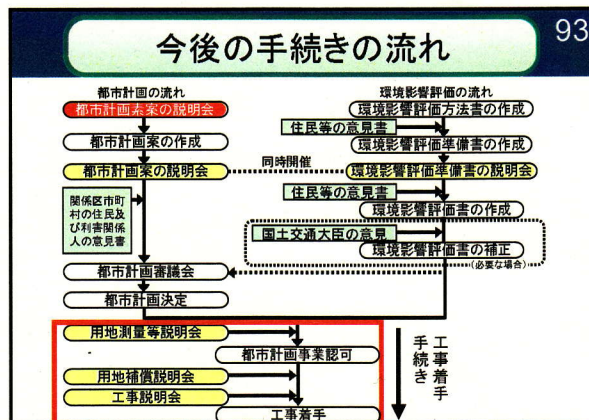 93
今後の手続きの流れ
都市計画の流れ
都市計画素案の説明会
都市計画案の作成
都市計画案の説明会
関係区市町
村の住民及
び利害関係
人の意見書
都市計画審議会
都市計画決定
同時開催
環境影響評価の流れ
環境影響評価方法書の作成
住民等の意見書
環境影響評価準備書の作成
環境影響評価準備書の説明会
住民等の意見書
環境影響評価書の作成
国土交通大臣の意見
環境影響評価書の補正
(必要な場合)
用地測量等説明会
都市計画事業認可
用地補償説明会
工事説明会
工事着手
工事着手
手続き